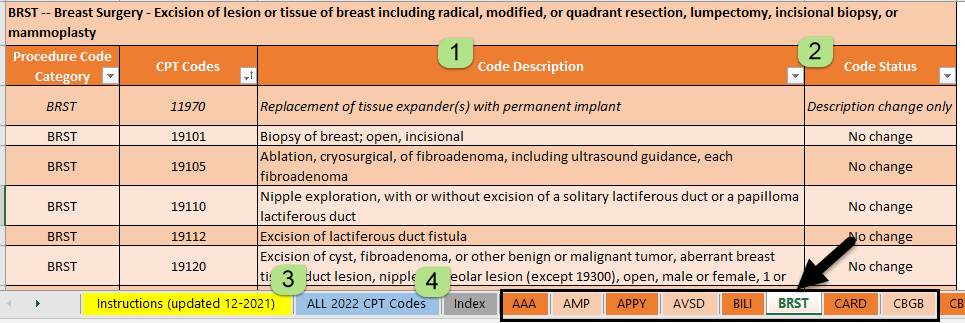 BRST -- Breast Surgery - Excision of lesion or tissue of breast including radical, modified, or quadrant resection, lumpectomy, incisional biopsy, or
mammoplasty
1
2
Procedure Code
Category
CPT Codes
Code Description
Code Status
BRST 11970 Replacement of tissue expander(s) with permanent implant Description change only
BRST 19101 Biopsy of breast; open, incisional No change
BRST 19105 Ablation, cryosurgical, of fibroadenoma, including ultrasound guidance, each
fibroadenoma No change
BRST 19110 Nipple exploration, with or without excision of a solitary lactiferous duct or a papilloma
lactiferous duct No change
BRST 19112 Excision of lactiferous duct fistula No change
BRST 19120 Excision of cyst, fibroadenoma, or other benign or malignant tumor, aberrant breast
duct lesion, nipple eolar lesion (except 19300), open, male or female, 1 or No change
3
4
Instructions (updated 12-2021) ALL 2022 CPT Codes Index AAA AMP APPY AVSD BILI BRST CARD CBGB CB